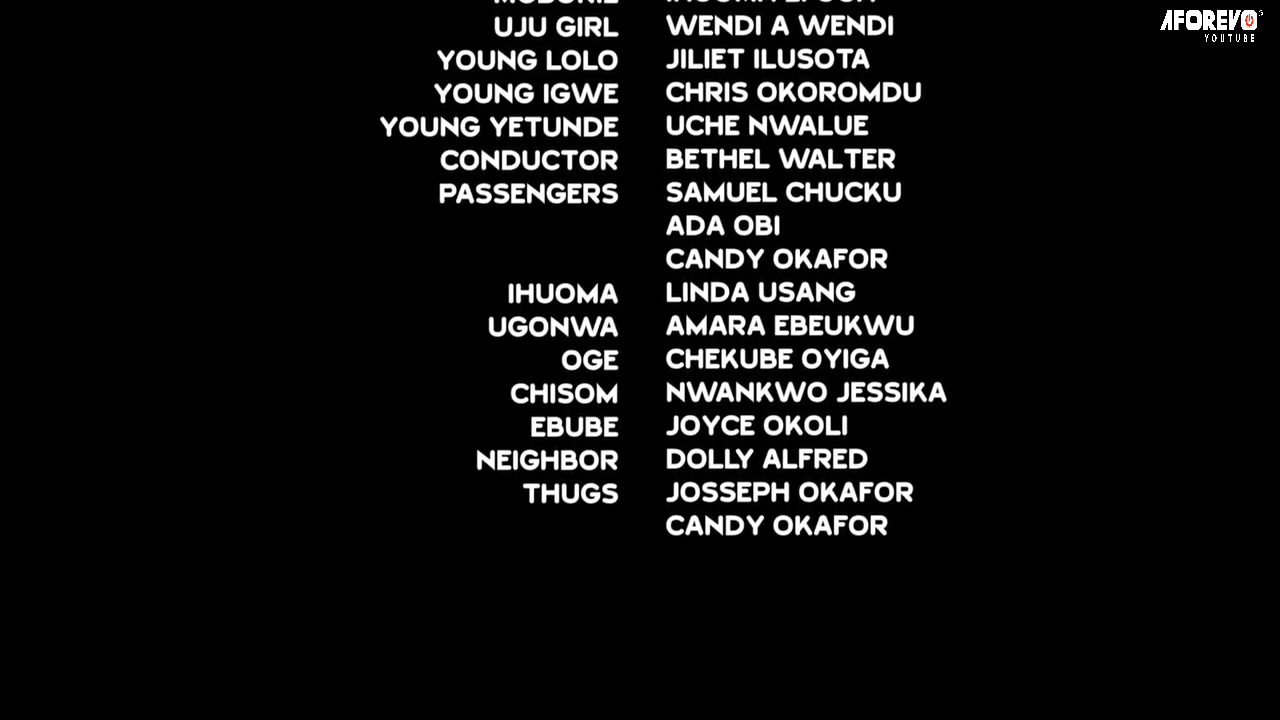 AFOREVO
YOUTUBE
UJU GIRL WENDI A WENDI
YOUNG LOLO JILIET ILUSOTA
YOUNG IGWE CHRIS OKOROMDU
YOUNG YETUNDE UCHE NWALUE
CONDUCTOR BETHEL WALTER
PASSENGERS SAMUEL CHUCKU
ADA OBI
CANDY OKAFOR
IHUOMA LINDA USANG
UGONWA AMARA EBEUKWU
OGE CHEKUBE OYIGA
CHISOM NWANKWO JESSIKA
EBUBE JOYCE OKOLI
NEIGHBOR DOLLY ALFRED
THUGS JOSSEPH OKAFOR
CANDY OKAFOR